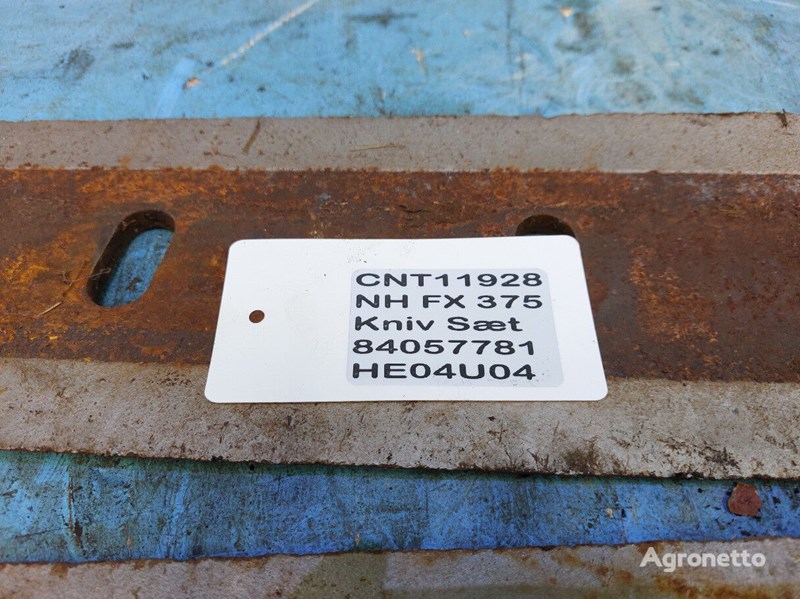 CNT11928
NH FX 375
Kniv Sæt
84057781
HE04U04
Agronetto